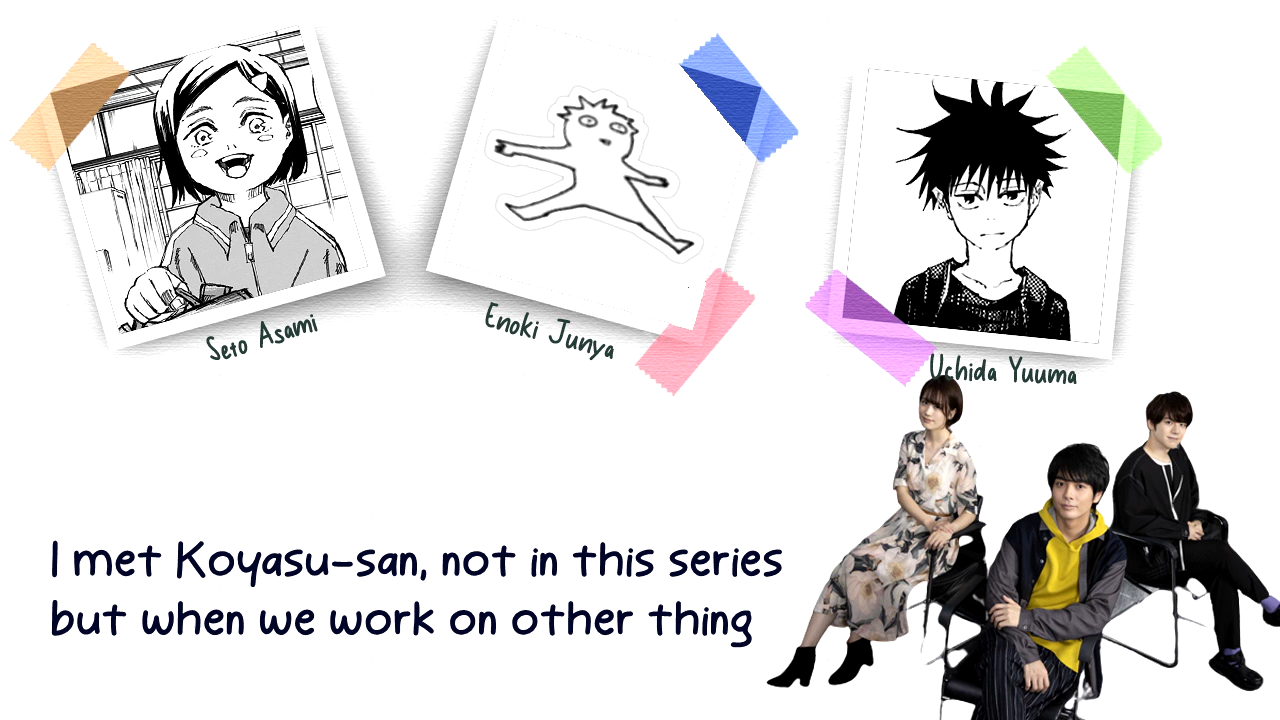 Seto Asami
Enoki Junya
Uchida Yuuma
I met Koyasu-san, not in this series
but when we work on other thing